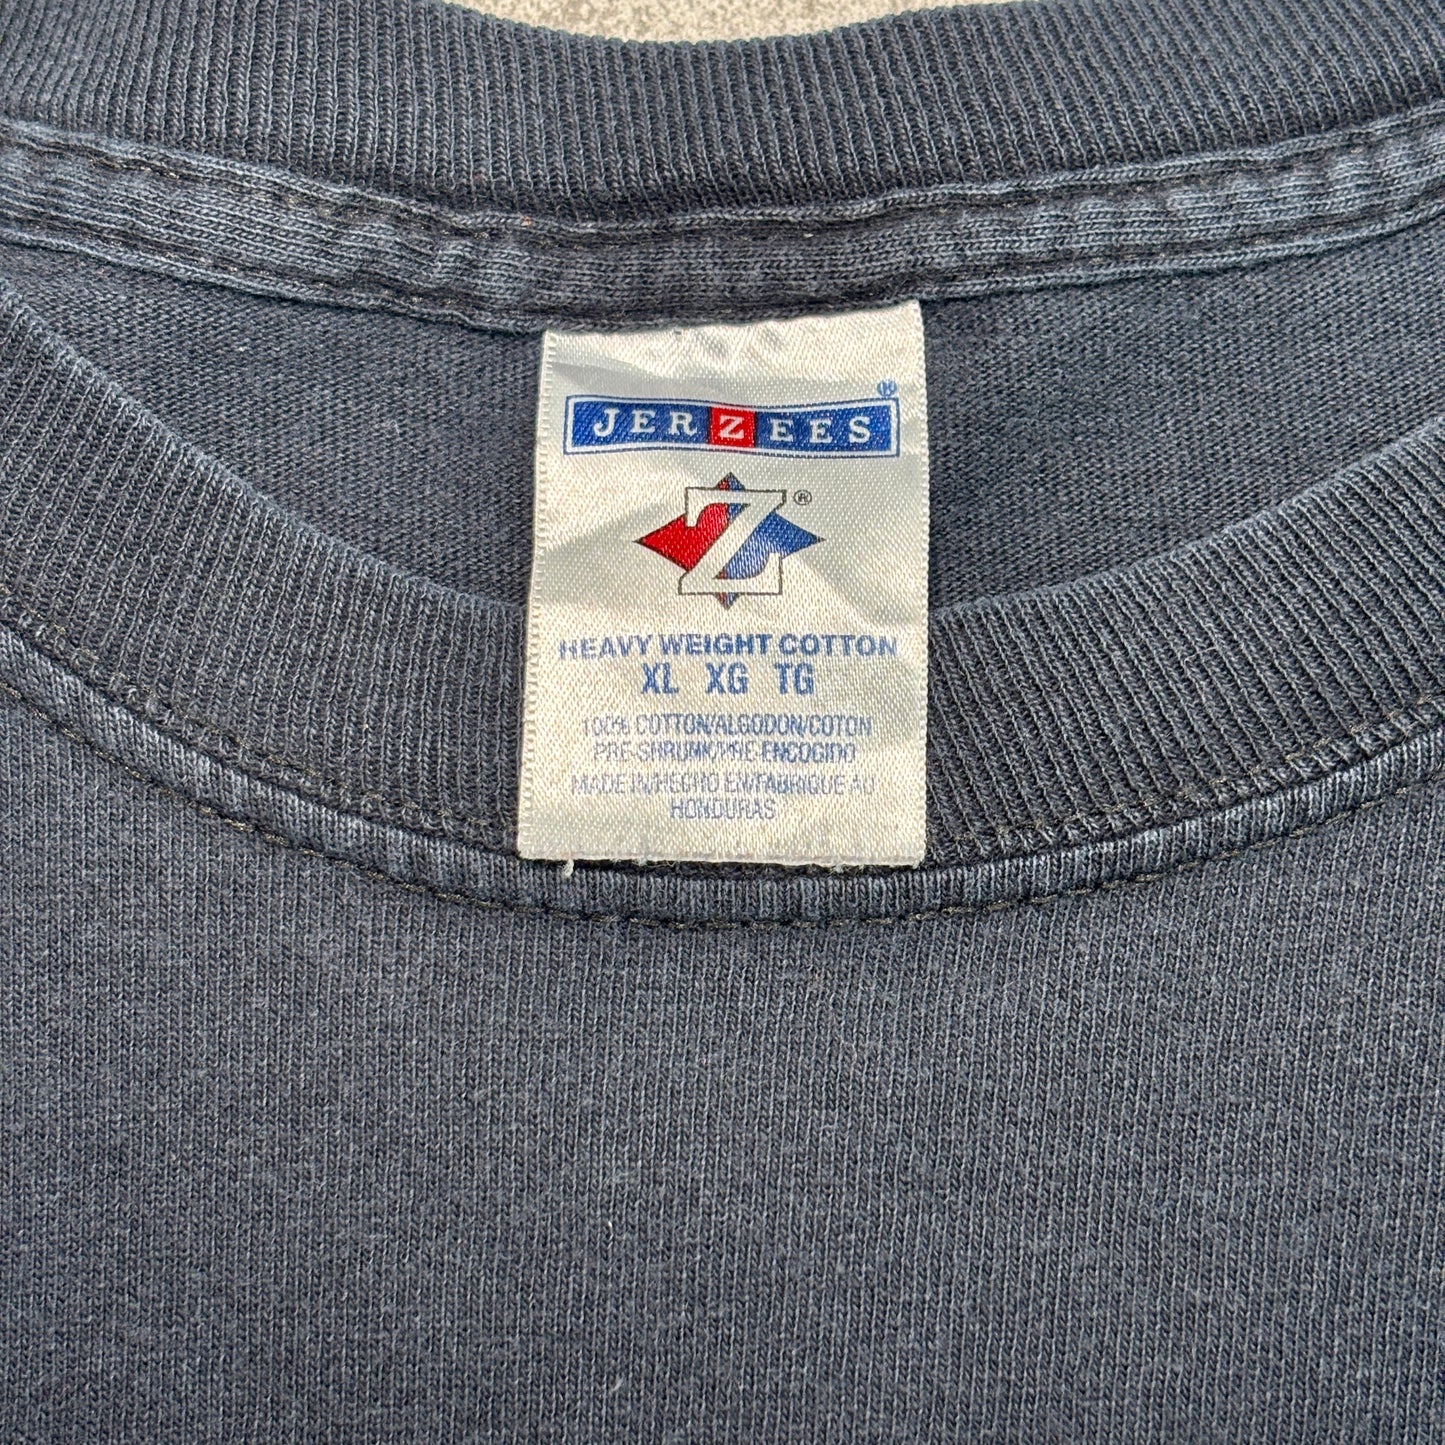 JERZEES®
Z®
HEAVY WEIGHT COTTON
XL XG TG
100% COTTON/ALGODON/COTON
PRE-SHRUNK/PRE-ENCOGIDO
MADE IN/HECHO EN/FABRIQUE AU
HONDURAS